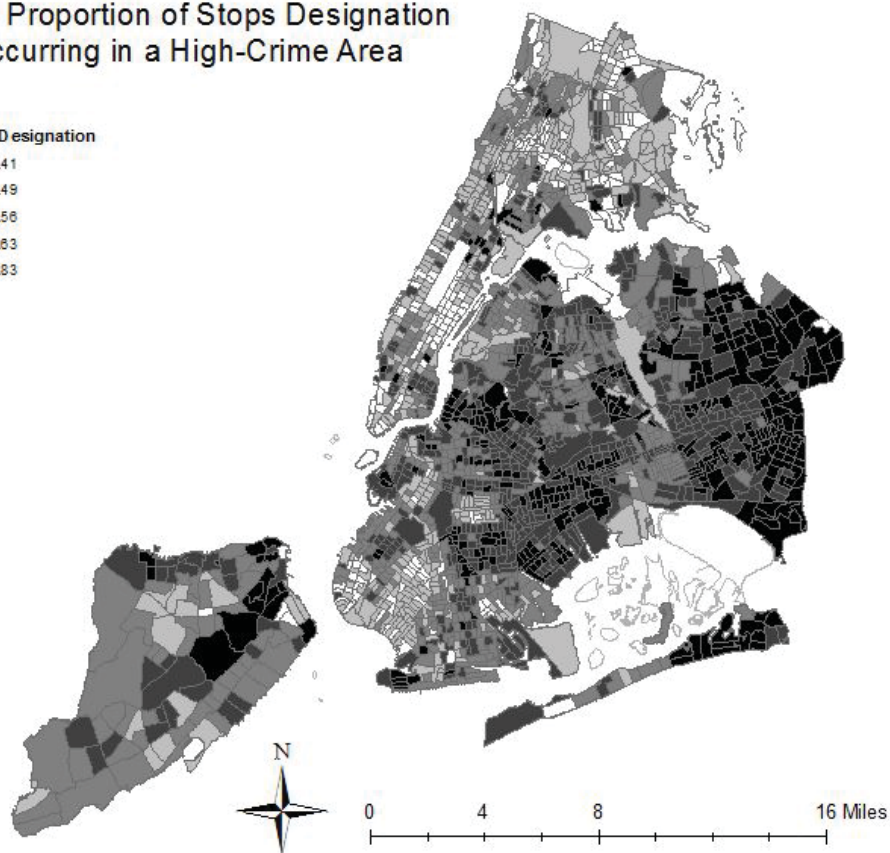 Proportion of Stops Designation
ccurring in a High-Crime Area
Designation
41
49
56
63
83
N
0 4 8 16 Miles